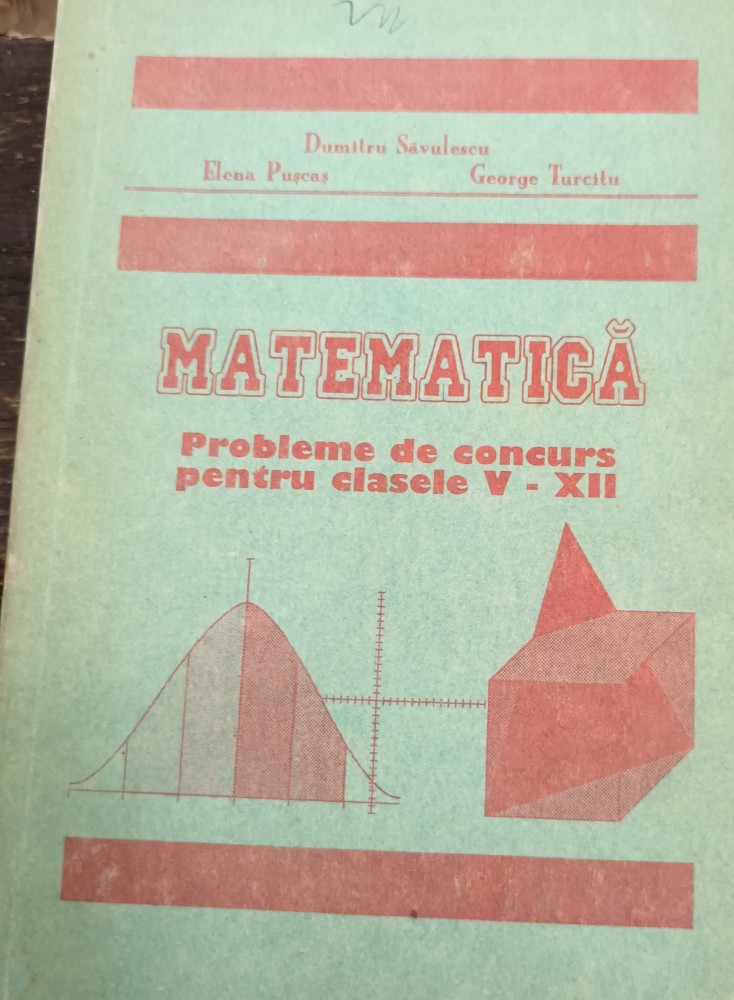 Dumitru Săvulescu
Elena Pușcaș George Turcitu
MATEMATICĂ
Probleme de concurs
pentru clasele V - XII